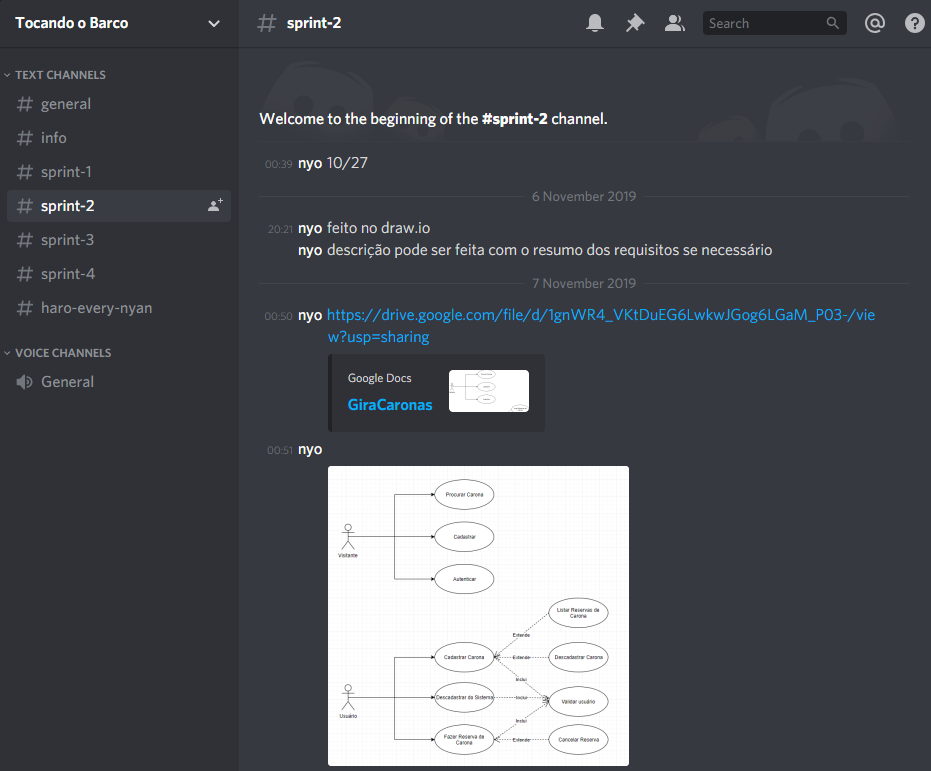 Tocando o Barco
# sprint-2
Search
TEXT CHANNELS
# general
# info
# sprint-1
# sprint-2
# sprint-3
# sprint-4
# haro-every-nyan
VOICE CHANNELS
General
Welcome to the beginning of the #sprint-2 channel.
00:39 nyo 10/27
6 November 2019
20:21 nyo feito no draw.io
nyo descrição pode ser feita com o resumo dos requisitos se necessário
7 November 2019
00:50 nyo https://drive.google.com/file/d/1gnWR4_VKtDuEG6LwkwJGog6LGaM_P03-/vie
w?usp=sharing
Google Docs
GiraCaronas
00:51 nyo
Procurar Carona
Visitante
Cadastrar
Autenticar
Listar Reservas de
Carona
Extende
Cadastrar Carona
Extende
Descadastrar Carona
Inclui
Usuário
Descadastrar do Sistema
Inclui
Validar usuário
Inclui
Fazer Reserva de
Carona
Extende
Cancelar Reserva